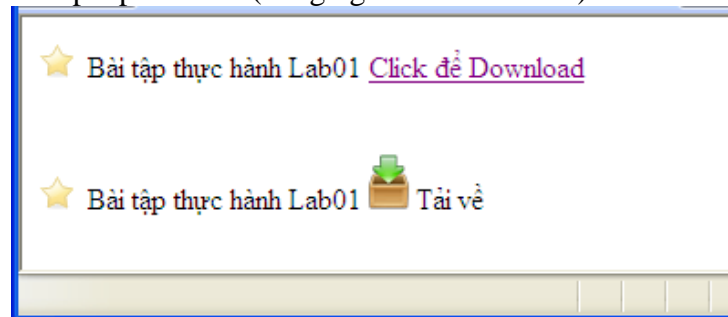 Bài tập thực hành Lab01 Click để Download
Bài tập thực hành Lab01 Tải về